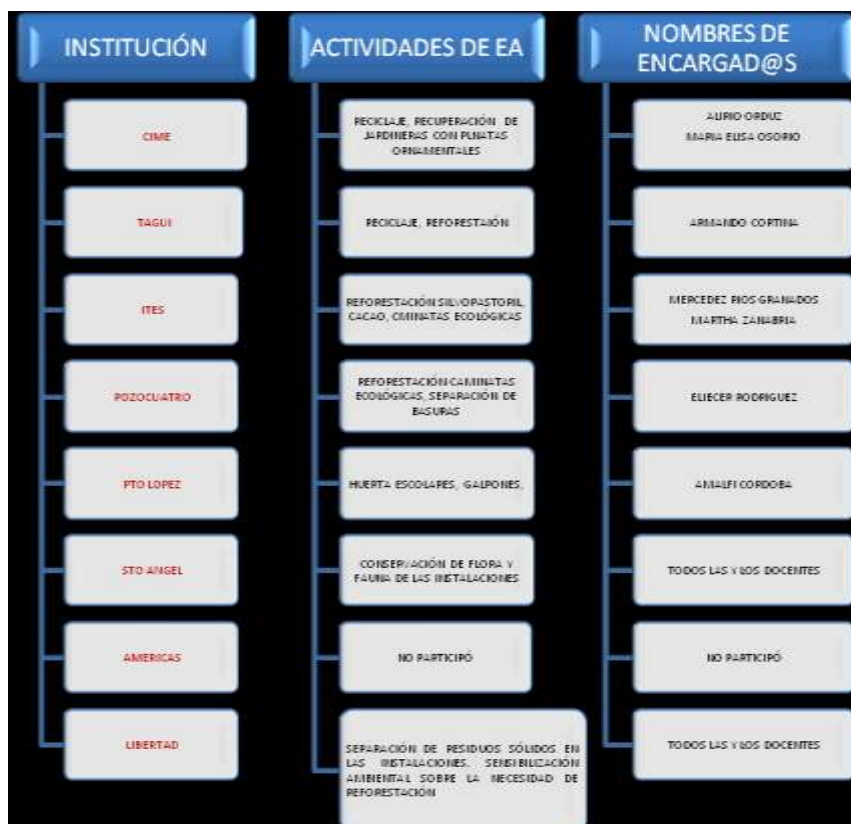 INSTITUCIÓN
CIME
TAGUI
ITES
POZOCUATRO
PTO LOPEZ
STO ANGEL
AMERICAS
LIBERTAD
ACTIVIDADES DE EA
RECICLAJE, RECUPERACIÓN DE
JARDINERAS CON PLNATAS
ORNAMENTALES
RECICLAJE, REFORESTAIÓN
REFORESTACIÓN SILVOPASTORIL,
CACAO, CMINATAS ECOLÓGICAS
REFORESTACIÓN CAMINATAS
ECOLÓGICAS, SEPARACIÓN DE
BASURAS
HUERTA ESCOLARES, GALPONES,
CONSERVACIÓN DE FLORA Y
FAUNA DE LAS INSTALACIONES
NO PARTICIPÓ
SEPARACIÓN DE RESIDUOS SÓLIDOS EN
LAS INSTALACIONES. SENSIBILIZACIÓN
AMBIENTAL SOBRE LA NECESIDAD DE
REFORESTACIÓN
NOMBRES DE
ENCARGAD@S
ALIRIO ORDUZ
MARIA ELISA OSORIO
ARMANDO CORTINA
MERCEDEZ RIOS GRANADOS
MARTHA ZANABRIA
ELIECER RODRIGUEZ
AMALFI CORDOBA
TODOS LAS Y LOS DOCENTES
NO PARTICIPÓ
TODOS LAS Y LOS DOCENTES